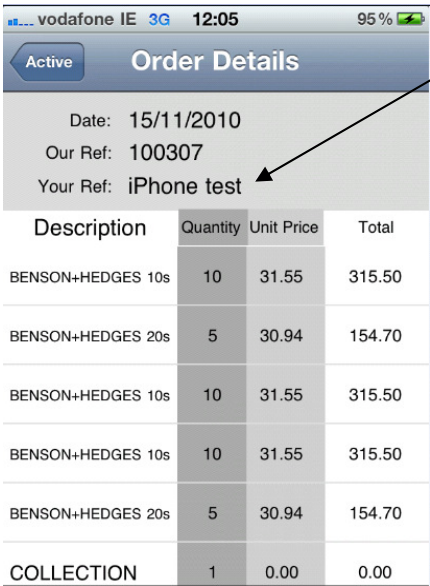 vodafone IE 3G 12:05 95%
Active Order Details
Date: 15/11/2010
Our Ref: 100307
Your Ref: iPhone test
Description Quantity Unit Price Total
BENSON+HEDGES 10s 10 31.55 315.50
BENSON+HEDGES 20s 5 30.94 154.70
BENSON+HEDGES 10s 10 31.55 315.50
BENSON+HEDGES 10s 10 31.55 315.50
BENSON+HEDGES 20s 5 30.94 154.70
COLLECTION 1 0.00 0.00